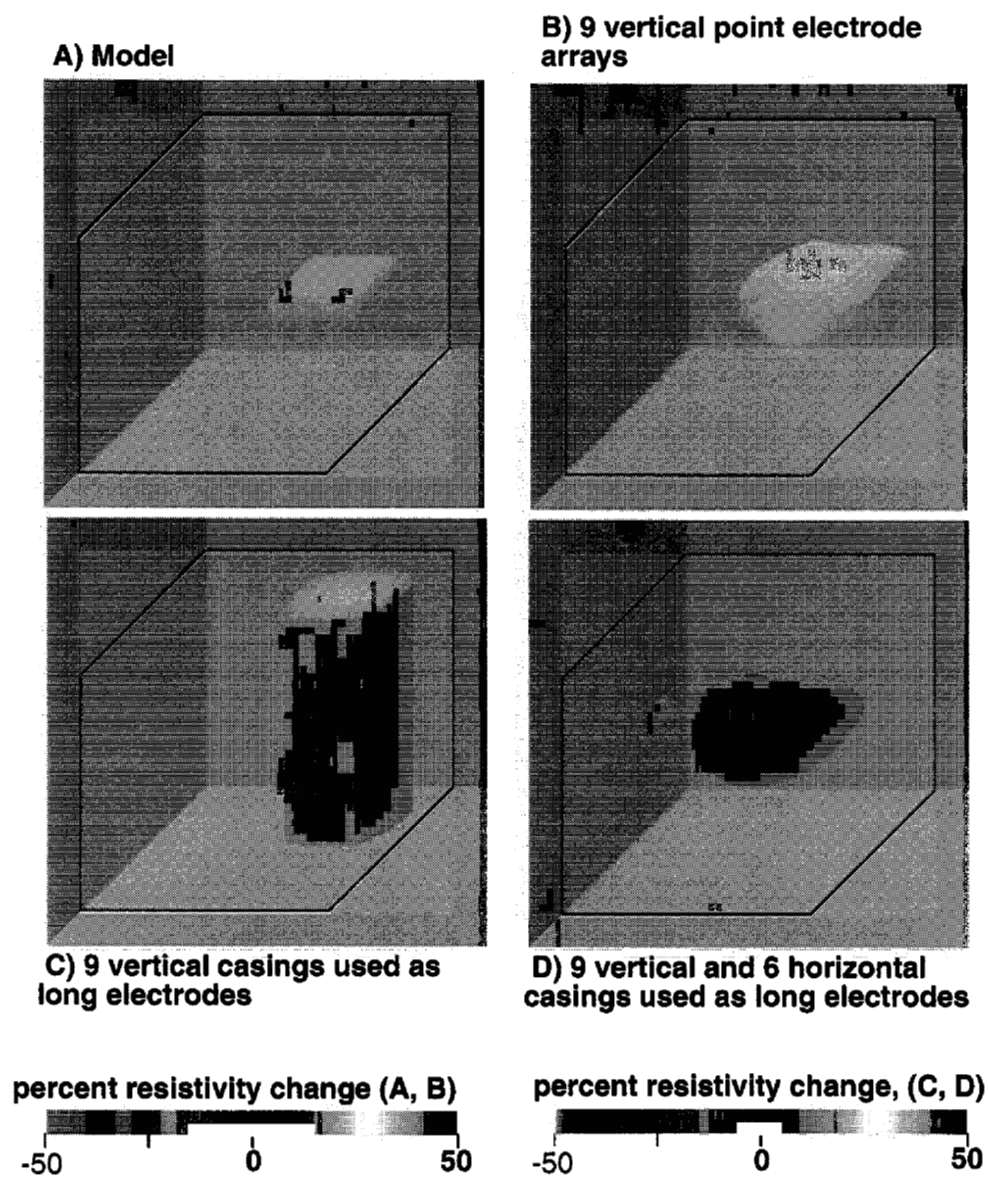 A) Model
B) 9 vertical point electrode
arrays
C) 9 vertical casings used as
long electrodes
D) 9 vertical and 6 horizontal
casings used as long electrodes
percent resistivity change (A, B)
-50 0 50
percent resistivity change, (C, D)
-50 0 50